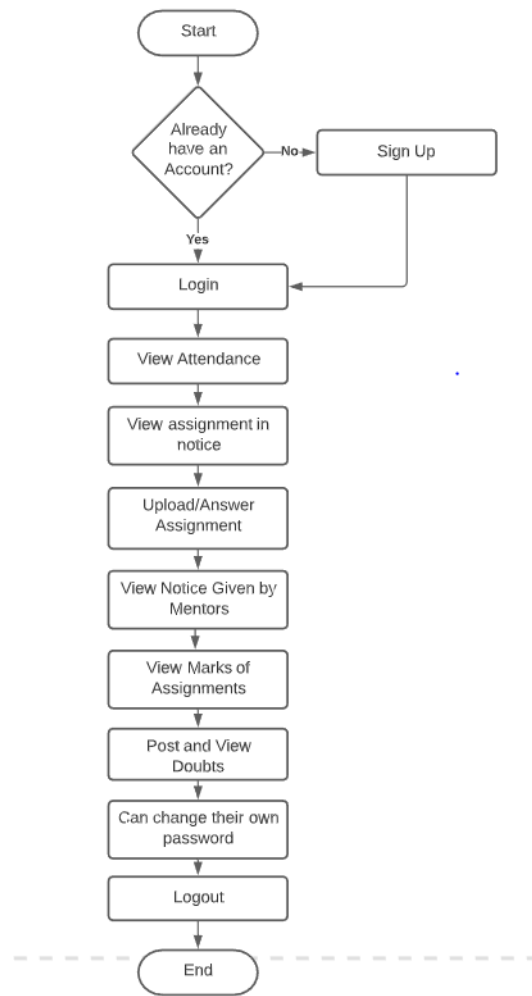 Start
Already
have an
Account?
No
Sign Up
Yes
Login
View Attendance
View assignment in
notice
Upload/Answer
Assignment
View Notice Given by
Mentors
View Marks of
Assignments
Post and View
Doubts
Can change their own
password
Logout
End